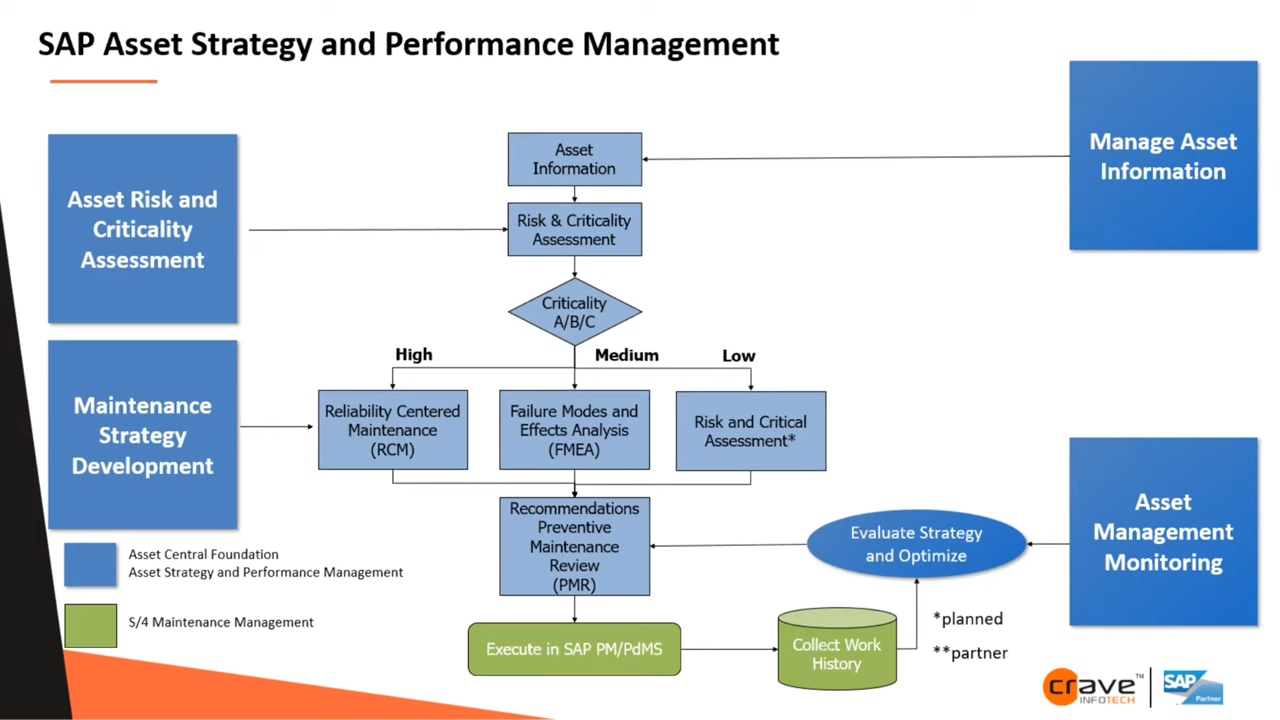 SAP Asset Strategy and Performance Management
Manage Asset
Information
Asset Risk and
Criticality
Assessment
Asset
Information
Risk & Criticality
Assessment
Criticality
A/B/C
High
Medium
Low
Maintenance
Strategy
Development
Reliability Centered
Maintenance
(RCM)
Failure Modes and
Effects Analysis
(FMEA)
Risk and Critical
Assessment*
Recommendations
Preventive
Maintenance
Review
(PMR)
Evaluate Strategy
and Optimize
Asset
Management
Monitoring
Asset Central Foundation
Asset Strategy and Performance Management
S/4 Maintenance Management
Execute in SAP PM/PdMS
Collect Work
History
*planned
**partner
crave™
INFOTECH
SAP
Partner